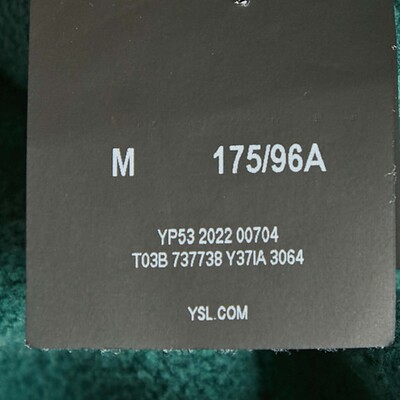 M 175/96A
YP53 2022 00704
T03B 737738 Y37IA 3064
YSL.COM